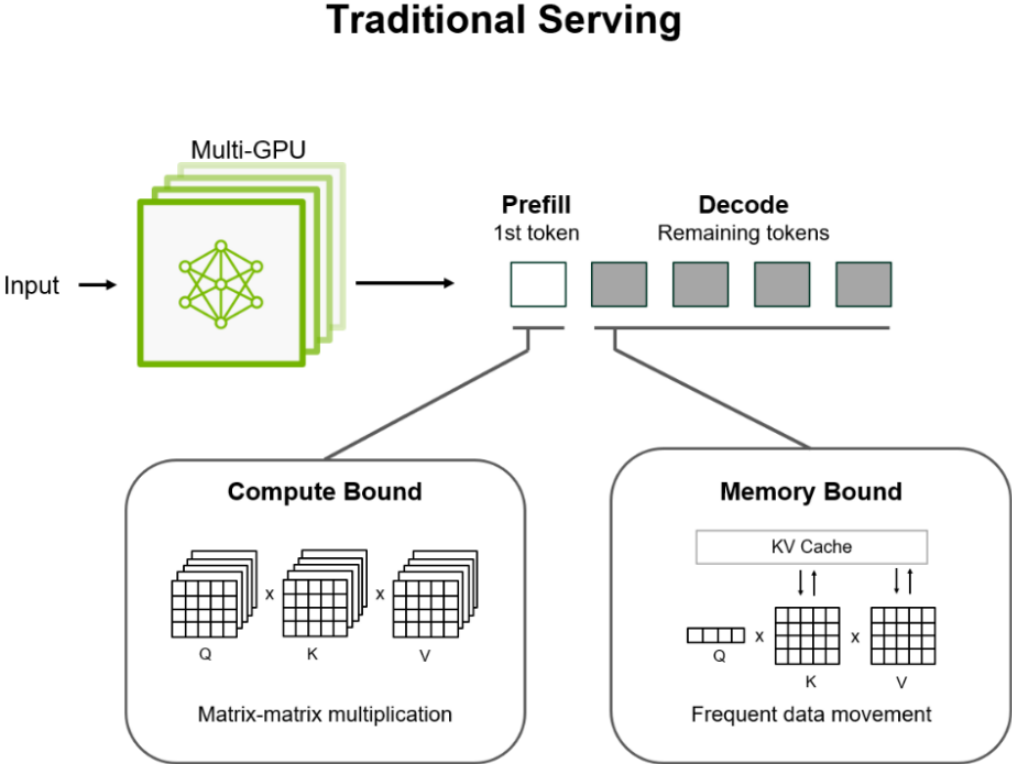 Traditional Serving
Multi-GPU
Input
Prefill
1st token
Decode
Remaining tokens
Compute Bound
x
x
Q
K
V
Matrix-matrix multiplication
Memory Bound
KV Cache
x
x
Q
K
V
Frequent data movement